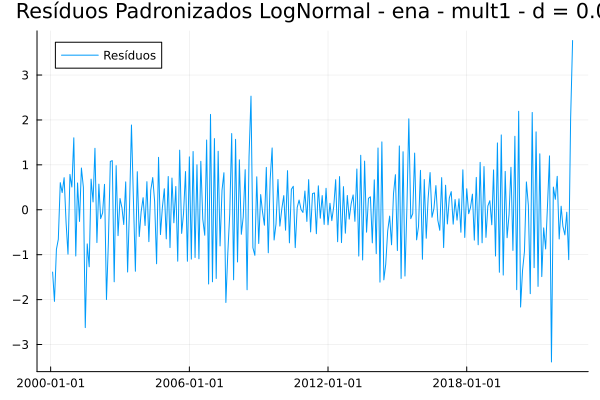 Resíduos Padronizados LogNormal - ena - mult1 - d = 0.0
Resíduos
3
2
1
0
−1
−2
−3
2000-01-01 2006-01-01 2012-01-01 2018-01-01